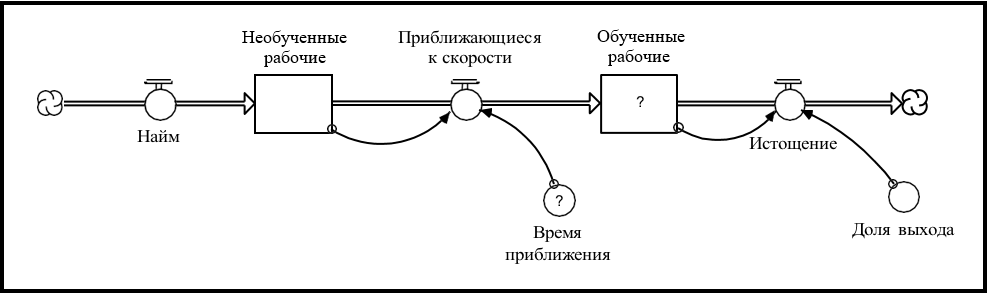 Необученные
рабочие
Приближающиеся
к скорости
Обученные
рабочие
?
Найм
Истощение
?
Время
приближения
Доля выхода